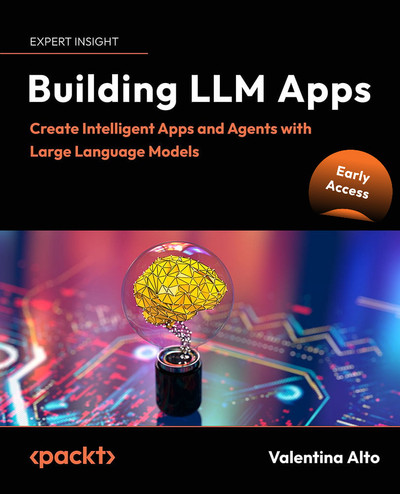 EXPERT INSIGHT
Building LLM Apps
Create Intelligent Apps and Agents with
Large Language Models
Early
Access
<packt>
Valentina Alto